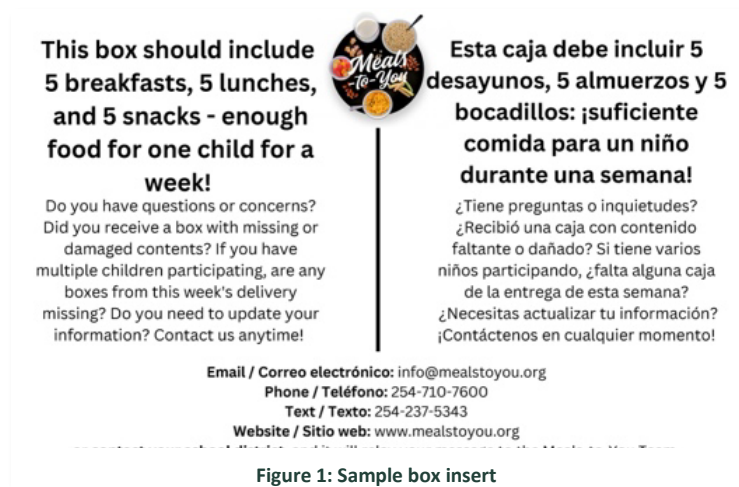 This box should include
5 breakfasts, 5 lunches,
and 5 snacks - enough
food for one child for a
week!
Do you have questions or concerns?
Did you receive a box with missing or
damaged contents? If you have
multiple children participating, are any
boxes from this week's delivery
missing? Do you need to update your
information? Contact us anytime!
Meals
-To-You
Esta caja debe incluir 5
desayunos, 5 almuerzos y 5
bocadillos: ¡suficiente
comida para un niño
durante una semana!
¿Tiene preguntas o inquietudes?
¿Recibió una caja con contenido
faltante o dañado? Si tiene varios
niños participando, ¿falta alguna caja
de la entrega de esta semana?
¿Necesitas actualizar tu información?
¡Contáctenos en cualquier momento!
Email / Correo electrónico: info@mealstoyou.org
Phone / Teléfono: 254-710-7600
Text / Texto: 254-237-5343
Website / Sitio web: www.mealstoyou.org
Figure 1: Sample box insert